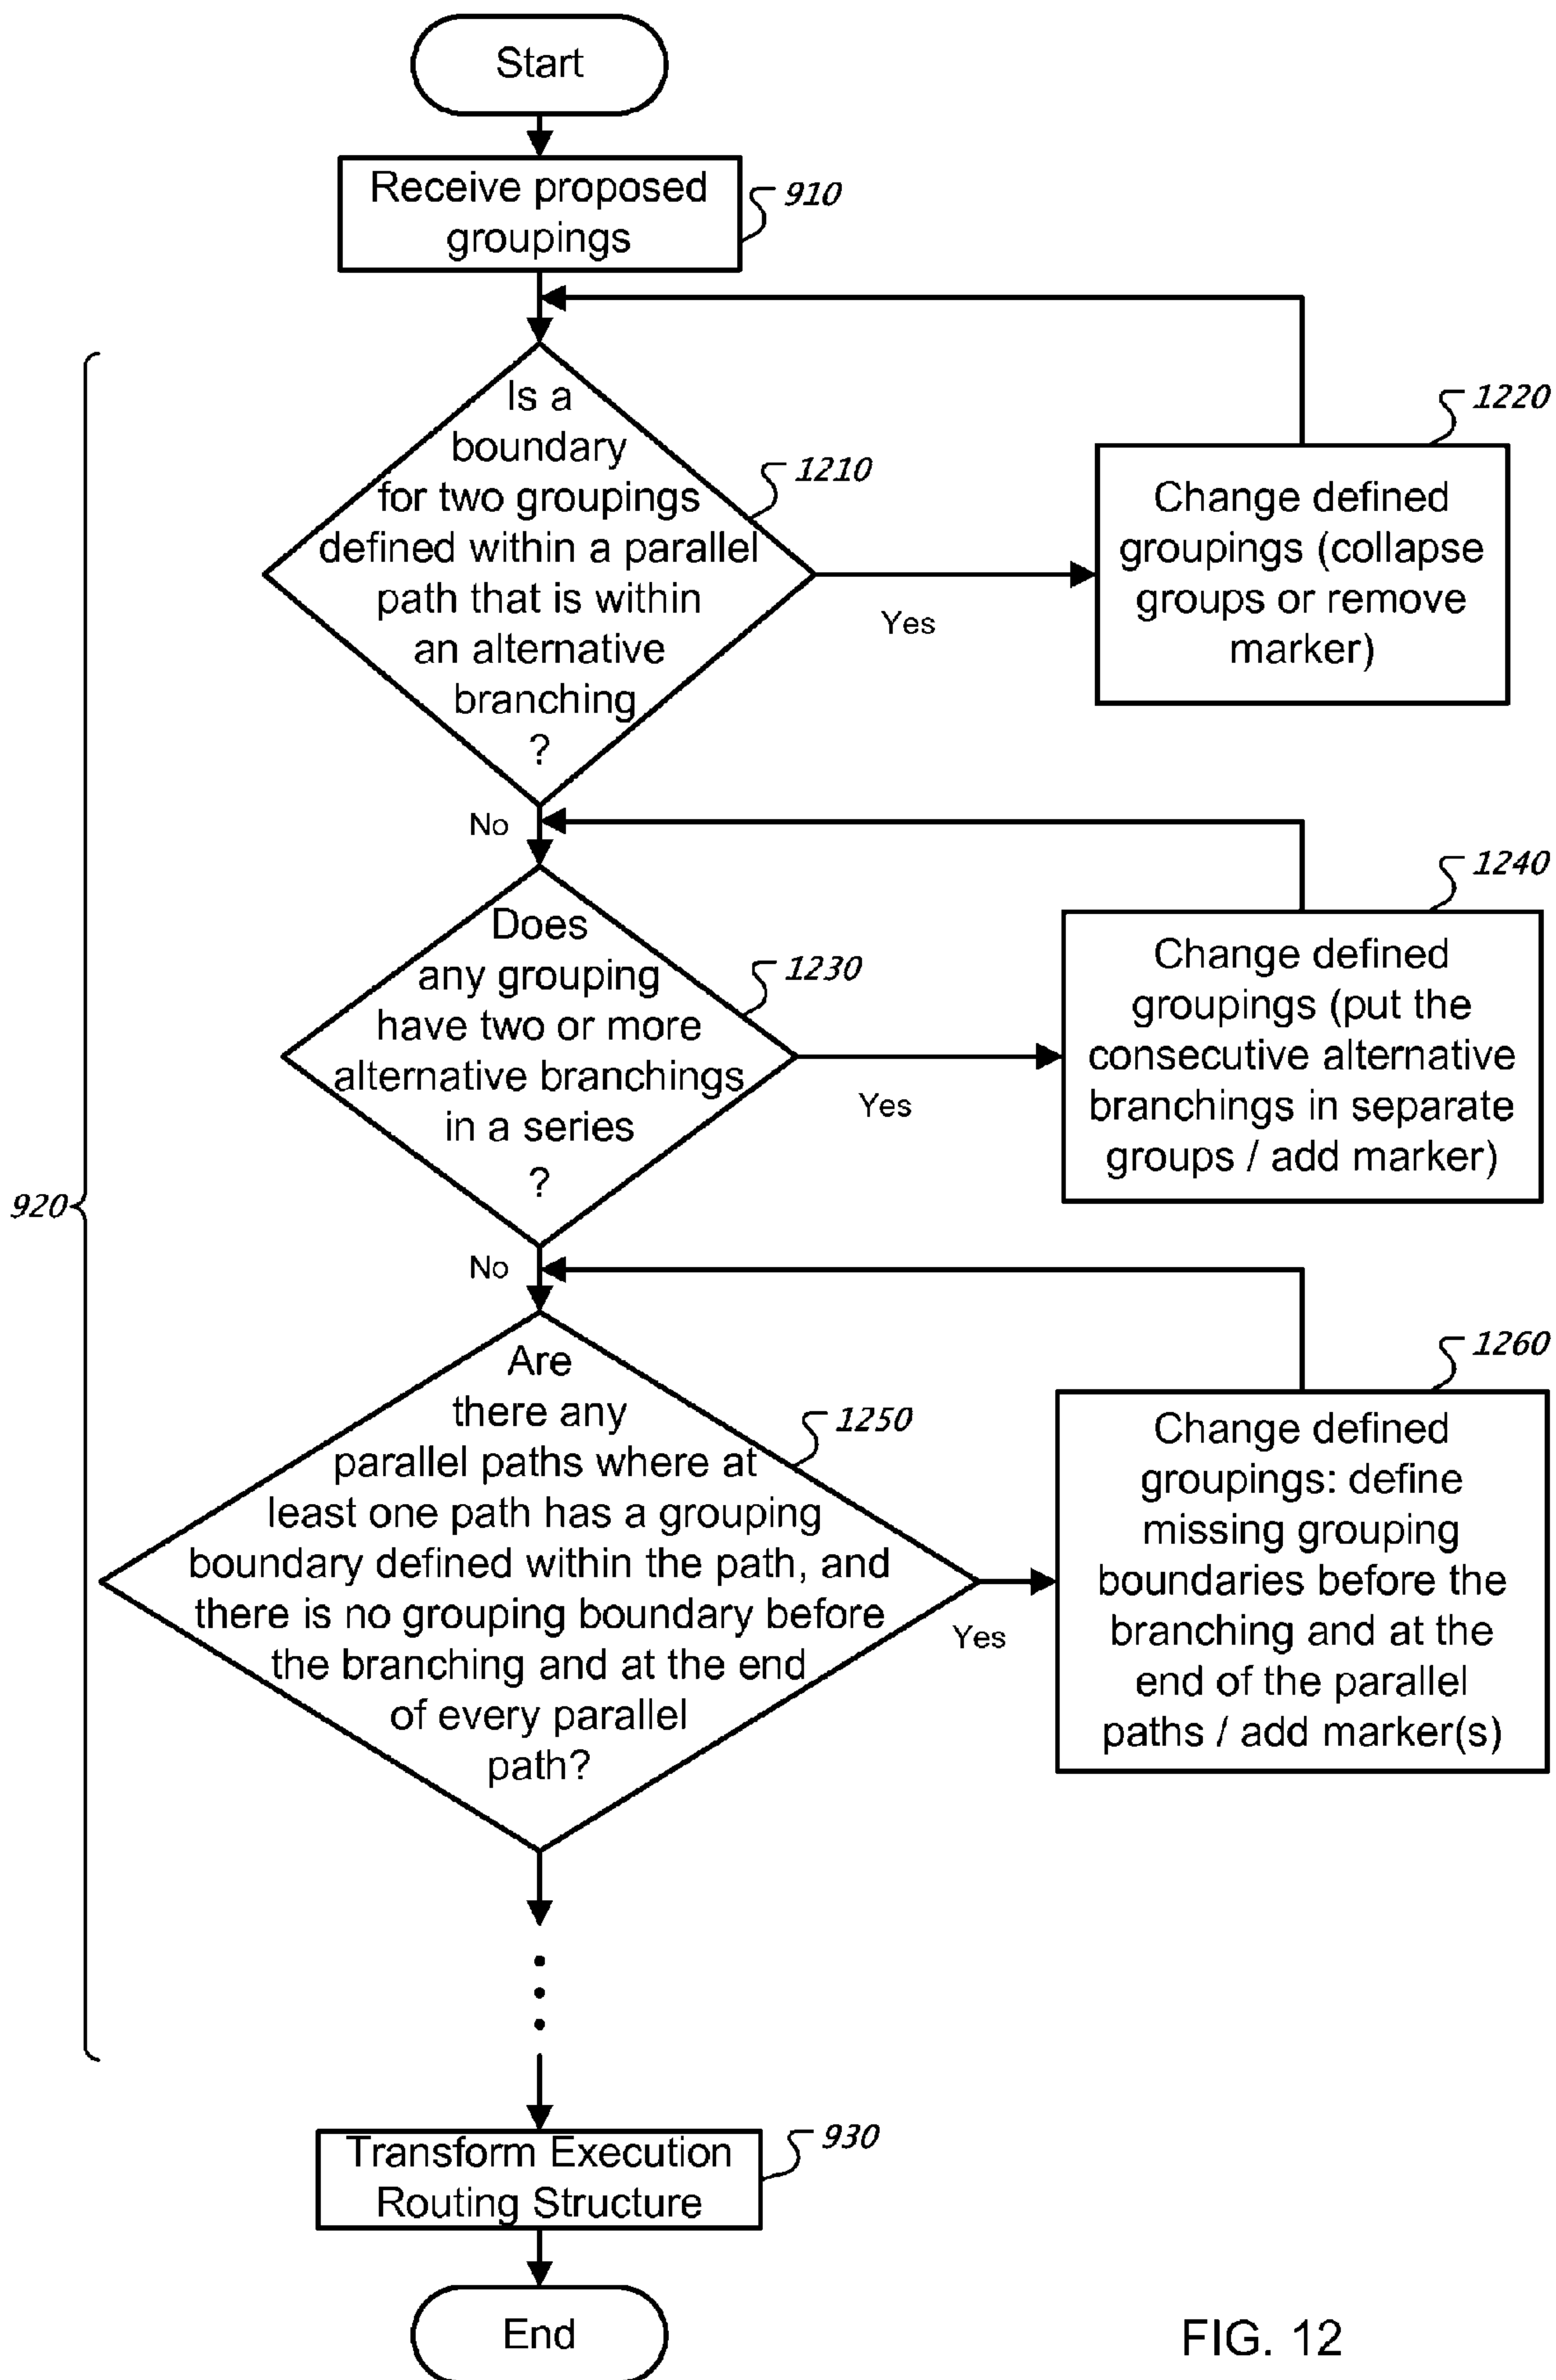 Start
Receive proposed
groupings
910
Is a
boundary
for two groupings
defined within a parallel
path that is within
an alternative
branching
?
1210
Yes
1220
Change defined
groupings (collapse
groups or remove
marker)
No
Does
any grouping
have two or more
alternative branchings
in a series
?
1230
Yes
1240
Change defined
groupings (put the
consecutive alternative
branchings in separate
groups / add marker)
920
No
Are
there any
parallel paths where at
least one path has a grouping
boundary defined within the path, and
there is no grouping boundary before
the branching and at the end
of every parallel
path?
1250
Yes
1260
Change defined
groupings: define
missing grouping
boundaries before the
branching and at the
end of the parallel
paths / add marker(s)
Transform Execution
Routing Structure
930
End
FIG. 12